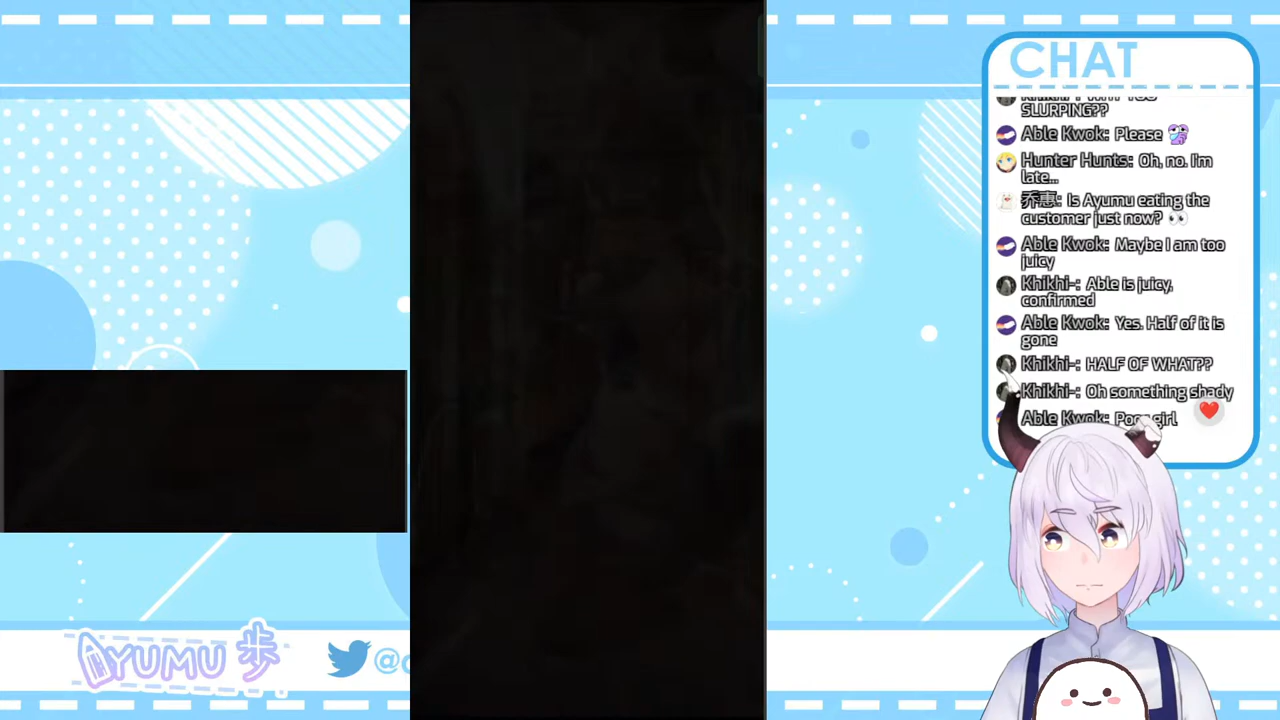 CHAT
SLURPING??
Able Kwok: Please
Hunter Hunts: Oh, no. I'm
late...
乔惠: Is Ayumu eating the
customer just now?
Able Kwok: Maybe I am too
juicy
Khikhi-: Able is juicy,
confirmed
Able Kwok: Yes. Half of it is
gone
Khikhi-: HALF OF WHAT??
Khikhi-: Oh something shady
Able Kwok: Poor girl
AYUMU 歩
@